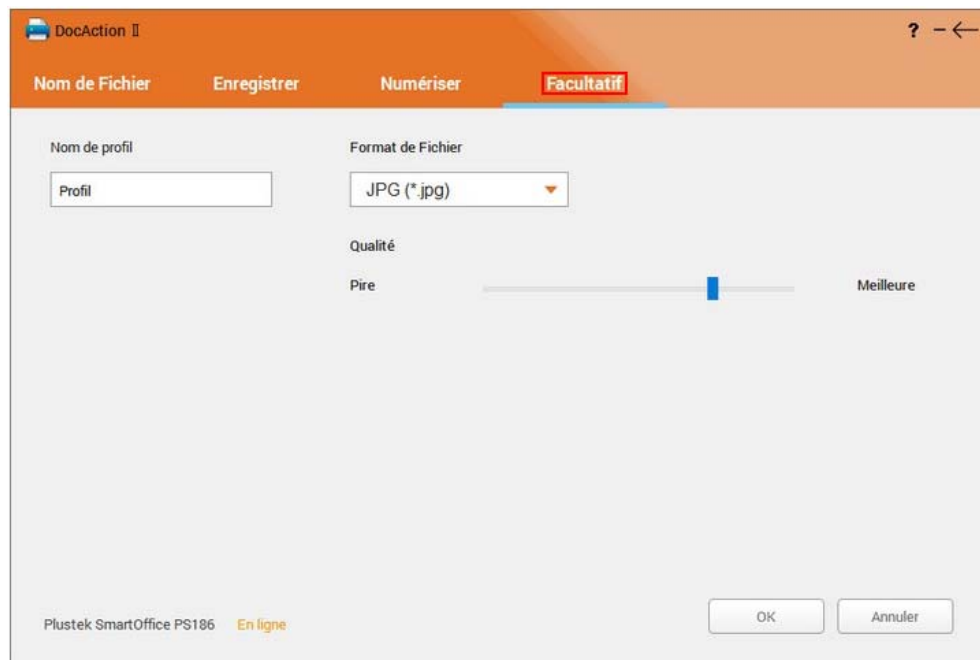 DocAction II
?
Nom de Fichier Enregistrer Numériser Facultatif
Nom de profil
Profil
Format de Fichier
JPG (*.jpg)
Qualité
Pire Meilleure
Plustek SmartOffice PS186 En ligne
OK Annuler